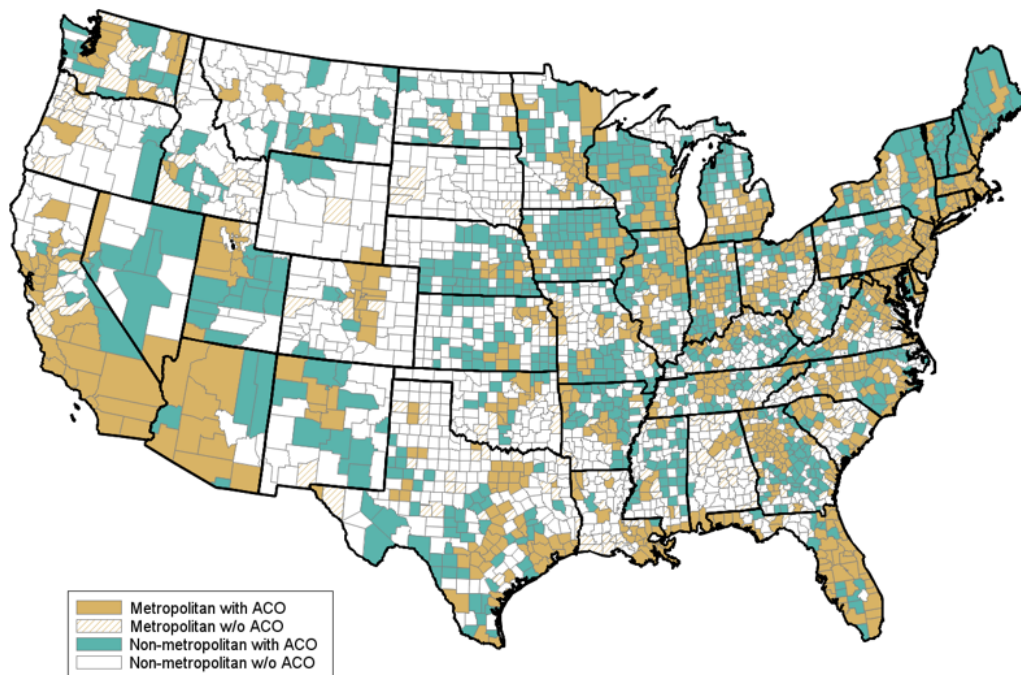 Metropolitan with ACO
Metropolitan w/o ACO
Non-metropolitan with ACO
Non-metropolitan w/o ACO